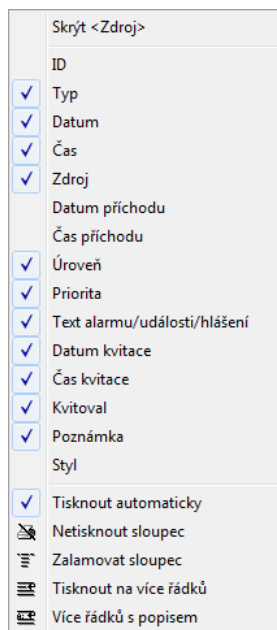 Skrýt <Zdroj>
ID
Typ
Datum
Čas
Zdroj
Datum příchodu
Čas příchodu
Úroveň
Priorita
Text alarmu/události/hlášení
Datum kvitace
Čas kvitace
Kvitoval
Poznámka
Styl
Tisknout automaticky
Netisknout sloupec
Zalamovat sloupec
Tisknout na více řádků
Více řádků s popisem